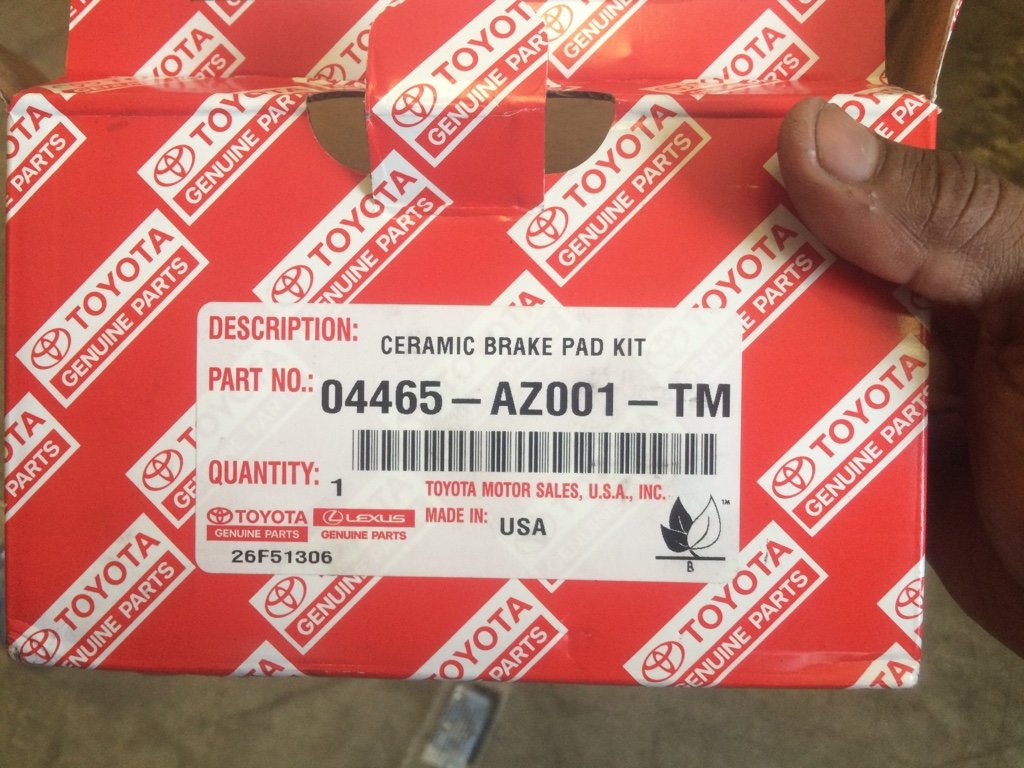 TOYOTA
GENUINE PARTS
DESCRIPTION: CERAMIC BRAKE PAD KIT
PART NO.: 04465-AZ001-TM
QUANTITY: 1
TOYOTA MOTOR SALES, U.S.A., INC.
TOYOTA
GENUINE PARTS
LEXUS
GENUINE PARTS
MADE IN: USA
26F51306
TM
B